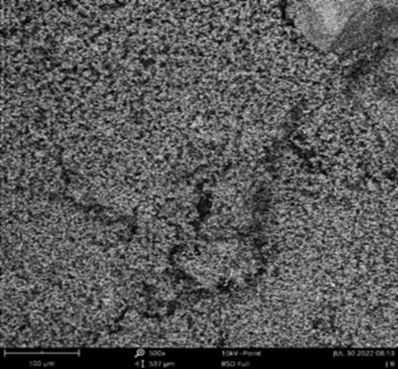 500x 15kV - Point JUL 30 2022 08:13
100 µm 537 µm BSD Full